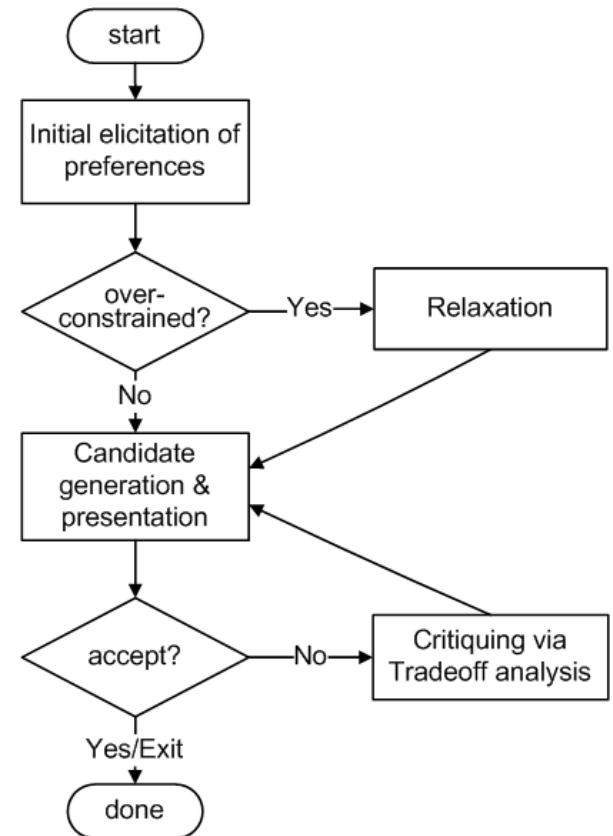 start
Initial elicitation of
preferences
over-
constrained?
Yes
Relaxation
No
Candidate
generation &
presentation
accept?
No
Critiquing via
Tradeoff analysis
Yes/Exit
done